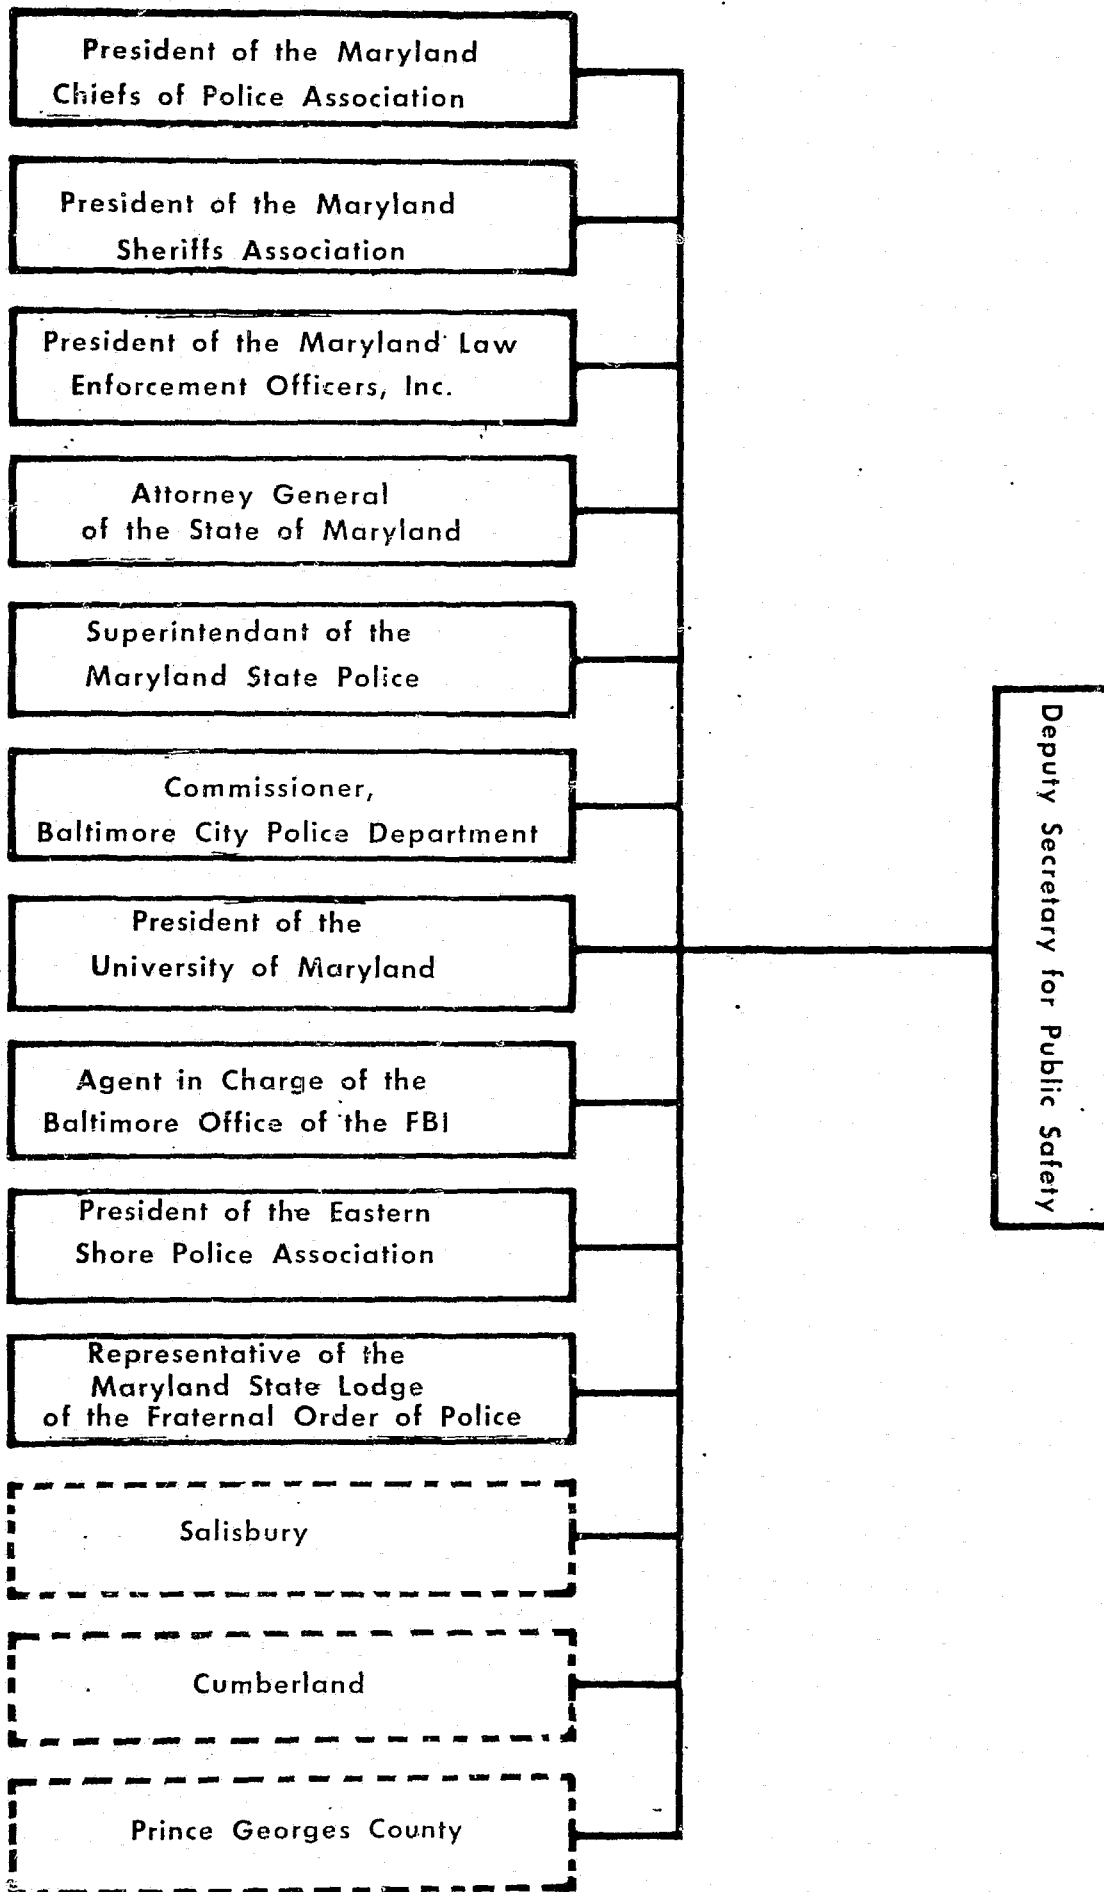 President of the Maryland
Chiefs of Police Association
President of the Maryland
Sheriffs Association
President of the Maryland Law
Enforcement Officers, Inc.
Attorney General
of the State of Maryland
Superintendant of the
Maryland State Police
Commissioner,
Baltimore City Police Department
President of the
University of Maryland
Agent in Charge of the
Baltimore Office of the FBI
President of the Eastern
Shore Police Association
Representative of the
Maryland State Lodge
of the Fraternal Order of Police
Salisbury
Cumberland
Prince Georges County
Deputy Secretary for Public Safety